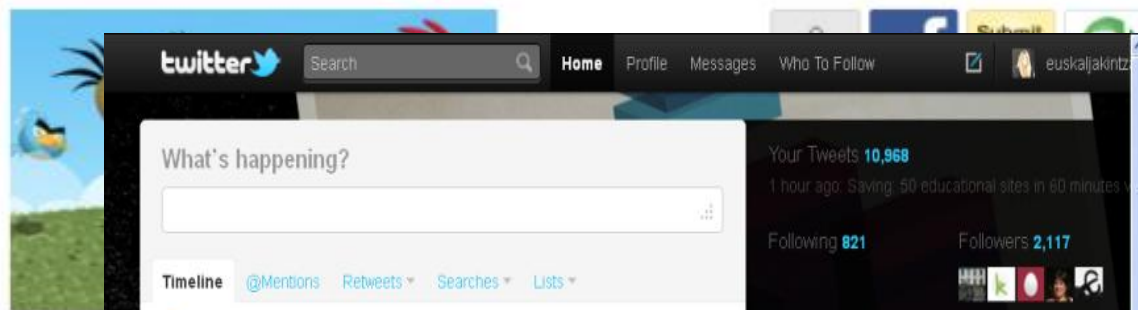 Submit
twitter Search Home Profile Messages Who To Follow euskaljakintza
What's happening?
Your Tweets 10,968
1 hour ago: Saving: 50 educational sites in 60 minutes
Following 821 Followers 2,117
Timeline @Mentions Retweets Searches Lists